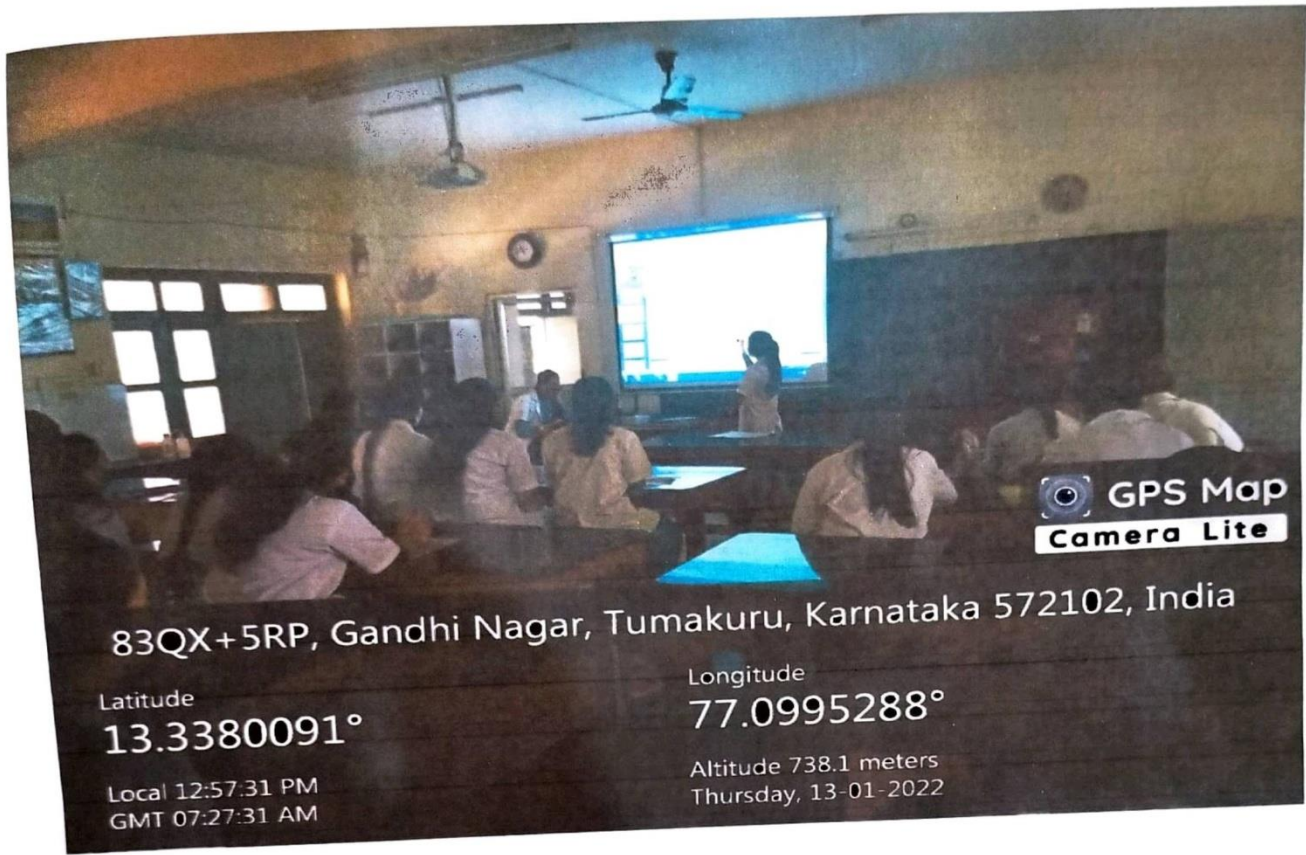 GPS Map
Camera Lite
83QX+5RP, Gandhi Nagar, Tumakuru, Karnataka 572102, India
Latitude
13.3380091°
Longitude
77.0995288°
Local 12:57:31 PM
GMT 07:27:31 AM
Altitude 738.1 meters
Thursday, 13-01-2022